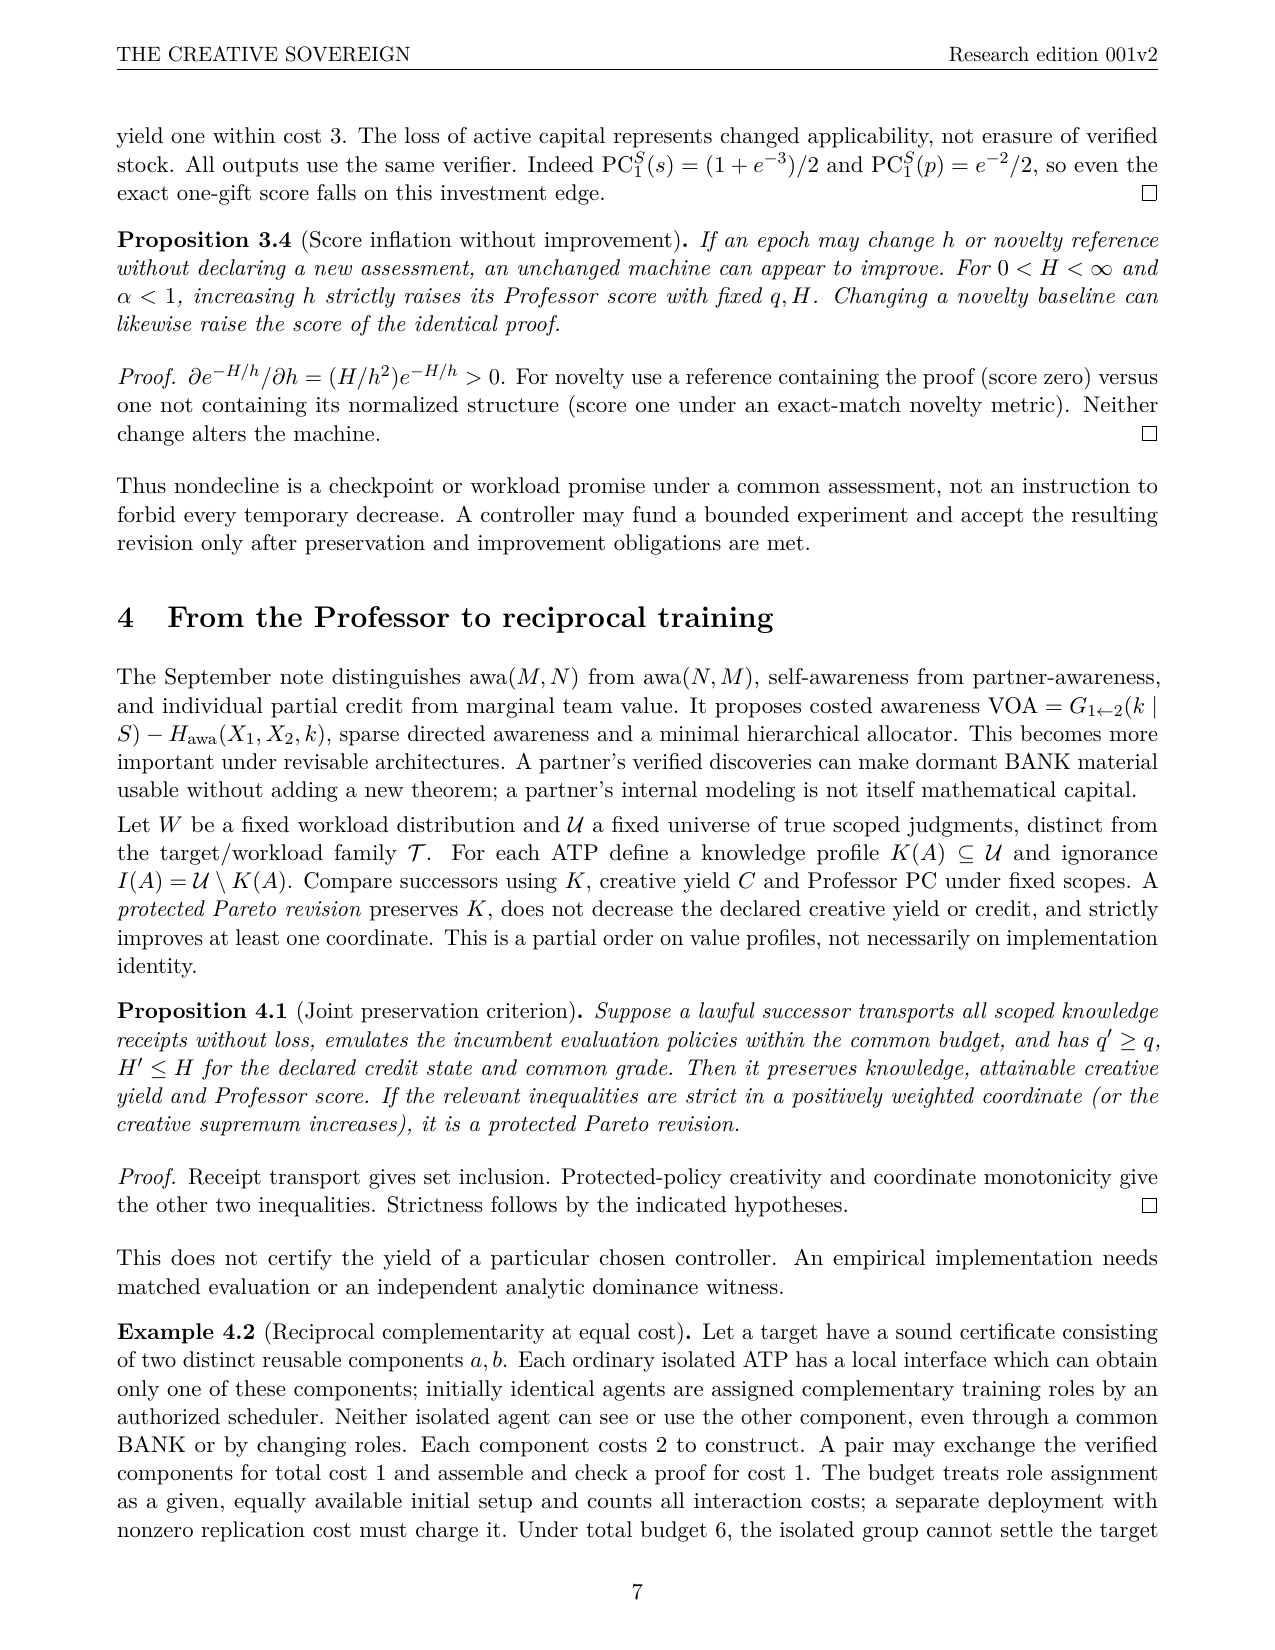 THE CREATIVE SOVEREIGN Research edition 001v2
yield one within cost 3. The loss of active capital represents changed applicability, not erasure of verified
stock. All outputs use the same verifier. Indeed PC₁ˢ(s) = (1 + e⁻³)/2 and PC₁ˢ(p) = e⁻²/2, so even the
exact one-gift score falls on this investment edge. □
Proposition 3.4 (Score inflation without improvement). If an epoch may change h or novelty reference
without declaring a new assessment, an unchanged machine can appear to improve. For 0 < H < ∞ and
α < 1, increasing h strictly raises its Professor score with fixed q, H. Changing a novelty baseline can
likewise raise the score of the identical proof.
Proof. ∂e^{−H/h}/∂h = (H/h²)e^{−H/h} > 0. For novelty use a reference containing the proof (score zero) versus
one not containing its normalized structure (score one under an exact-match novelty metric). Neither
change alters the machine. □
Thus nondecline is a checkpoint or workload promise under a common assessment, not an instruction to
forbid every temporary decrease. A controller may fund a bounded experiment and accept the resulting
revision only after preservation and improvement obligations are met.
4 From the Professor to reciprocal training
The September note distinguishes awa(M, N) from awa(N, M), self-awareness from partner-awareness,
and individual partial credit from marginal team value. It proposes costed awareness VOA = G_{1←2}(k |
S) − H_{awa}(X₁, X₂, k), sparse directed awareness and a minimal hierarchical allocator. This becomes more
important under revisable architectures. A partner's verified discoveries can make dormant BANK material
usable without adding a new theorem; a partner's internal modeling is not itself mathematical capital.
Let W be a fixed workload distribution and 𝒰 a fixed universe of true scoped judgments, distinct from
the target/workload family 𝒯. For each ATP define a knowledge profile K(A) ⊆ 𝒰 and ignorance
I(A) = 𝒰 \ K(A). Compare successors using K, creative yield C and Professor PC under fixed scopes. A
protected Pareto revision preserves K, does not decrease the declared creative yield or credit, and strictly
improves at least one coordinate. This is a partial order on value profiles, not necessarily on implementation
identity.
Proposition 4.1 (Joint preservation criterion). Suppose a lawful successor transports all scoped knowledge
receipts without loss, emulates the incumbent evaluation policies within the common budget, and has q′ ≥ q,
H′ ≤ H for the declared credit state and common grade. Then it preserves knowledge, attainable creative
yield and Professor score. If the relevant inequalities are strict in a positively weighted coordinate (or the
creative supremum increases), it is a protected Pareto revision.
Proof. Receipt transport gives set inclusion. Protected-policy creativity and coordinate monotonicity give
the other two inequalities. Strictness follows by the indicated hypotheses. □
This does not certify the yield of a particular chosen controller. An empirical implementation needs
matched evaluation or an independent analytic dominance witness.
Example 4.2 (Reciprocal complementarity at equal cost). Let a target have a sound certificate consisting
of two distinct reusable components a, b. Each ordinary isolated ATP has a local interface which can obtain
only one of these components; initially identical agents are assigned complementary training roles by an
authorized scheduler. Neither isolated agent can see or use the other component, even through a common
BANK or by changing roles. Each component costs 2 to construct. A pair may exchange the verified
components for total cost 1 and assemble and check a proof for cost 1. The budget treats role assignment
as a given, equally available initial setup and counts all interaction costs; a separate deployment with
nonzero replication cost must charge it. Under total budget 6, the isolated group cannot settle the target
7